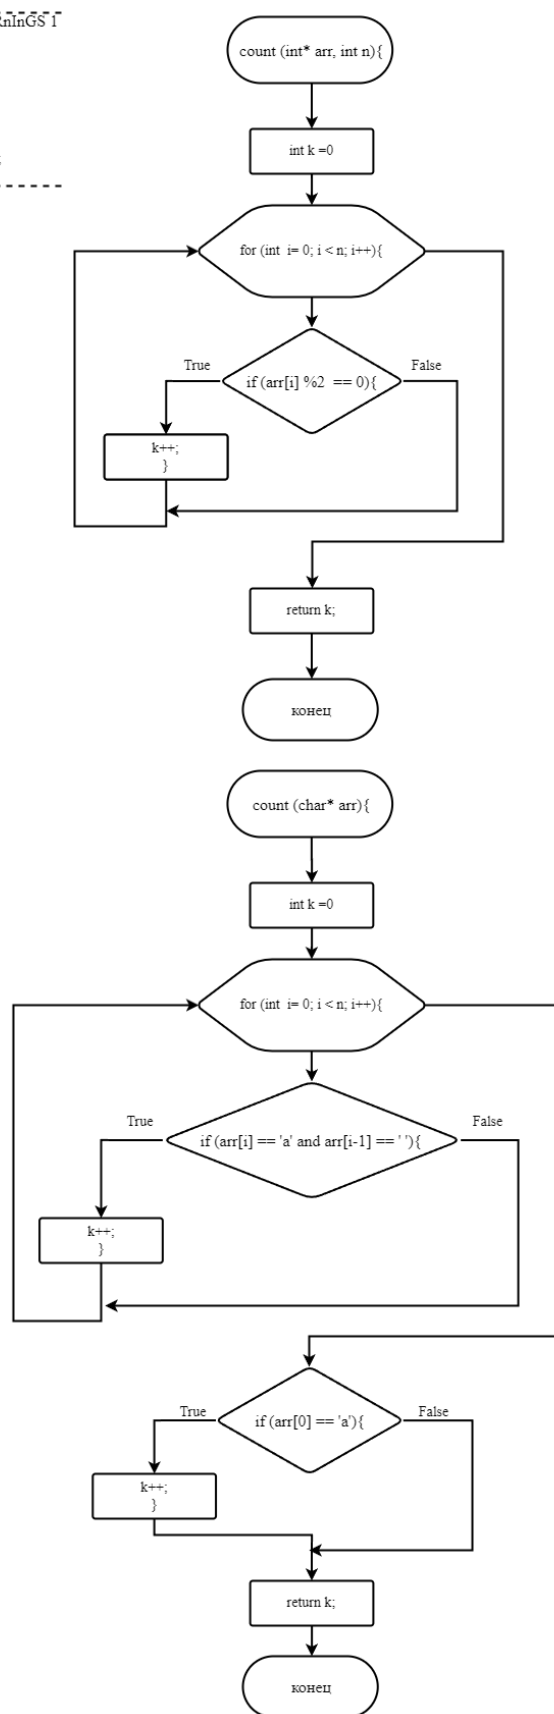 count (int* arr, int n){
int k =0
for (int i= 0; i < n; i++){
True
False
if (arr[i] %2 == 0){
k++;
}
return k;
конец
count (char* arr){
int k =0
for (int i= 0; i < n; i++){
True
False
if (arr[i] == 'a' and arr[i-1] == ' '){
k++;
}
True
False
if (arr[0] == 'a'){
k++;
}
return k;
конец